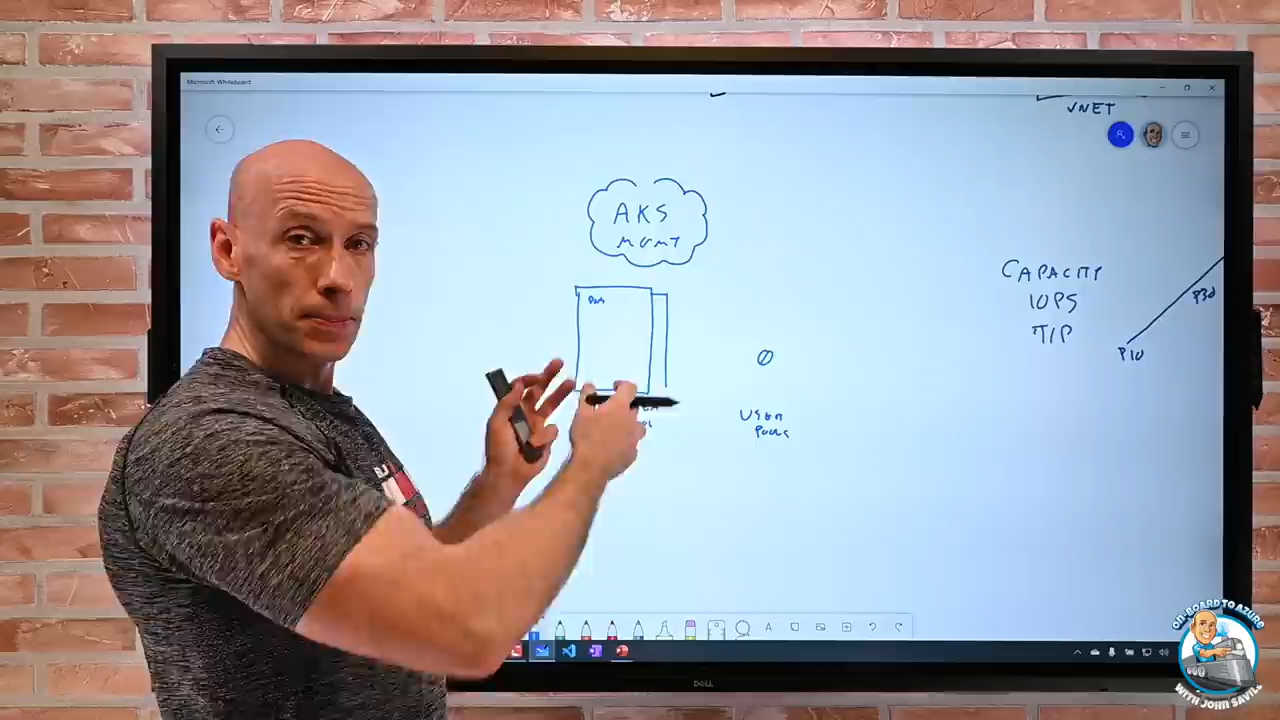 Microsoft Whiteboard
VNET
AKS
MGMT
CAPACITY
IOPS
TIP
P30
P10
0
USER
POOLS
A
DELL
ON-BOARD TO AZURE
WITH JOHN SAVILL